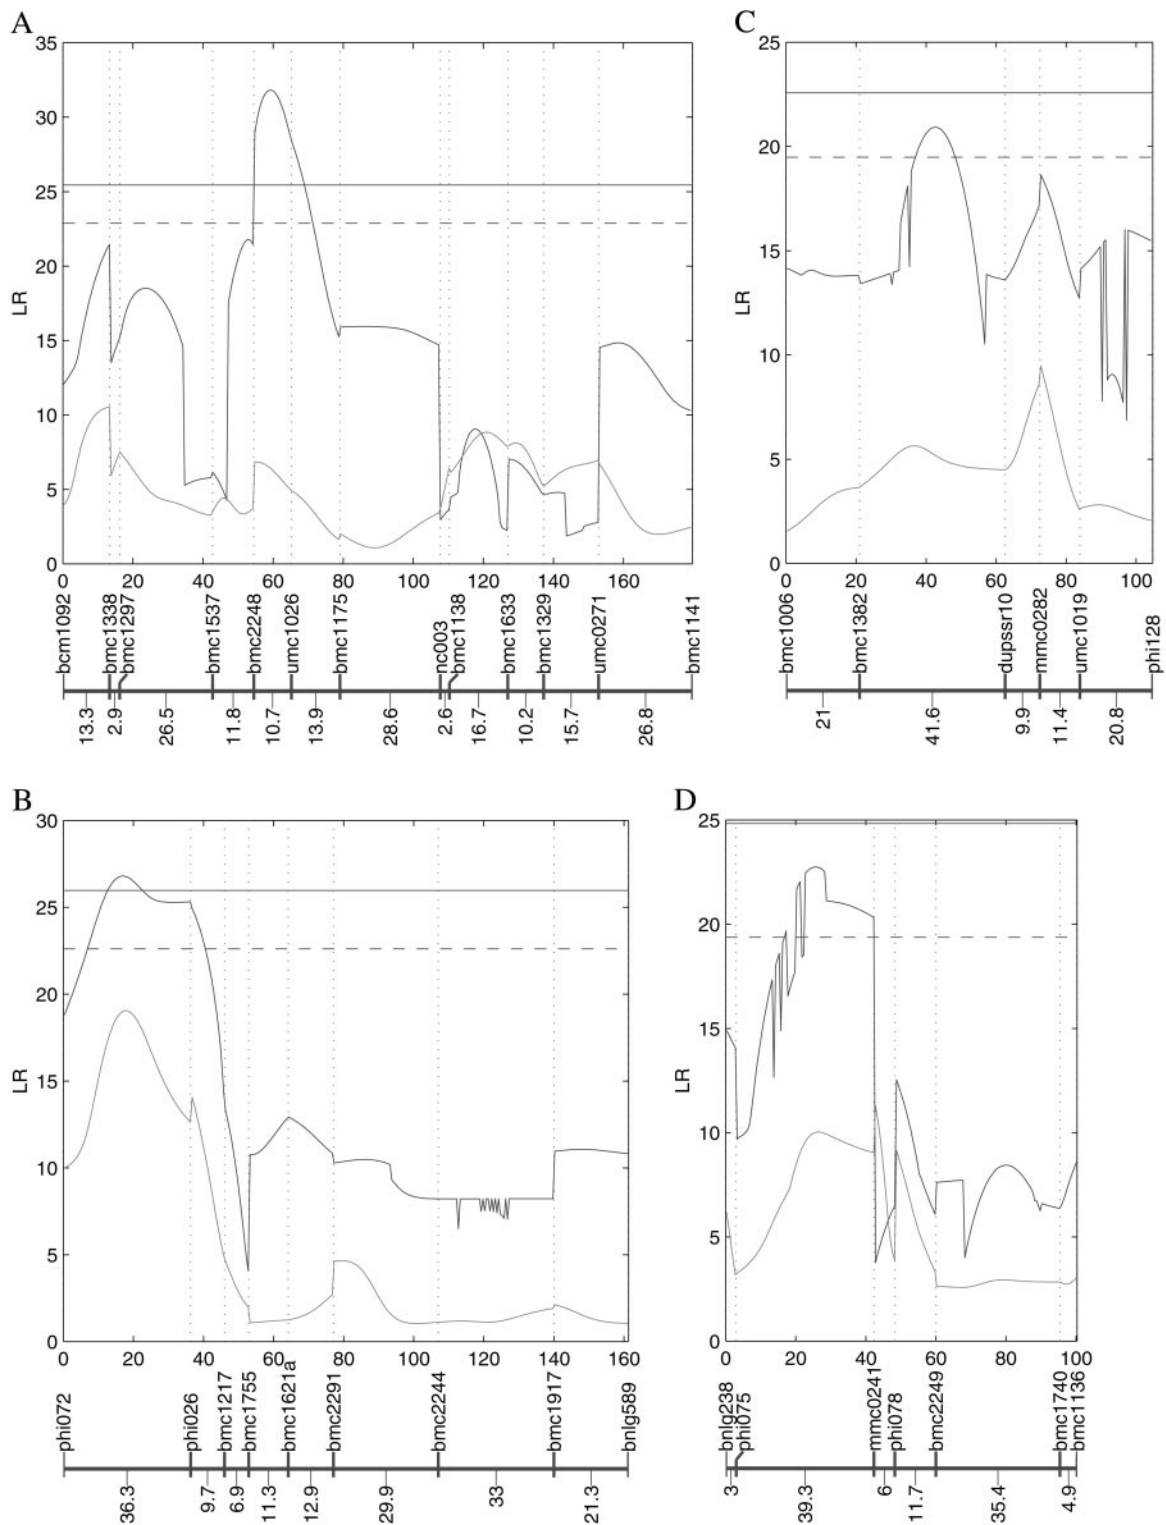 A
35
30
25
20
15
10
5
0
LR
0 20 40 60 80 100 120 140 160
bcm1092 bmc1338 bmc1297 bmc1537 bmc2248 umc1026 bmc1175 nc003 bmc1138 bmc1633 bmc1329 umc0271 bmc1141
13.3 2.9 26.5 11.8 10.7 13.9 28.6 2.6 16.7 10.2 15.7 26.8
C
25
20
15
10
5
0
LR
0 20 40 60 80 100
bmc1006 bmc1382 dupssr10 mmc0282 umc1019 phi128
21 41.6 9.9 11.4 20.8
B
30
25
20
15
10
5
0
LR
0 20 40 60 80 100 120 140 160
phi072 phi026 bmc1217 bmc1755 bmc1621a bmc2291 bmc2244 bmc1917 bnlg589
36.3 9.7 6.9 11.3 12.9 29.9 33 21.3
D
25
20
15
10
5
0
LR
0 20 40 60 80 100
bnlg238 phi075 mmc0241 phi078 bmc2249 bmc1740 bmc1136
3 39.3 6 11.7 35.4 4.9